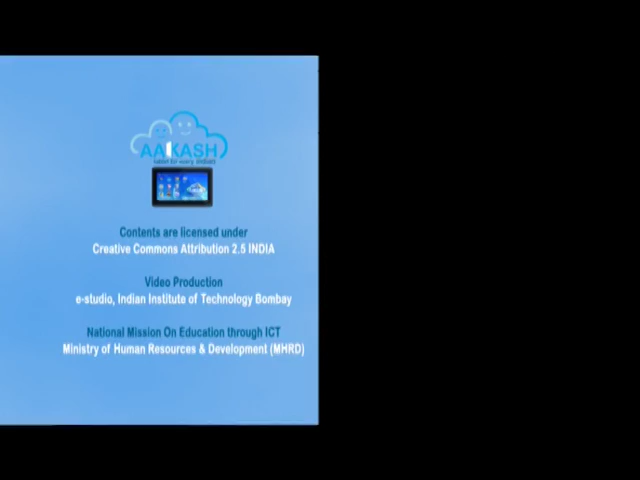 AAKASH
Contents are licensed under
Creative Commons Attribution 2.5 INDIA
Video Production
e-studio, Indian Institute of Technology Bombay
National Mission On Education through ICT
Ministry of Human Resources & Development (MHRD)